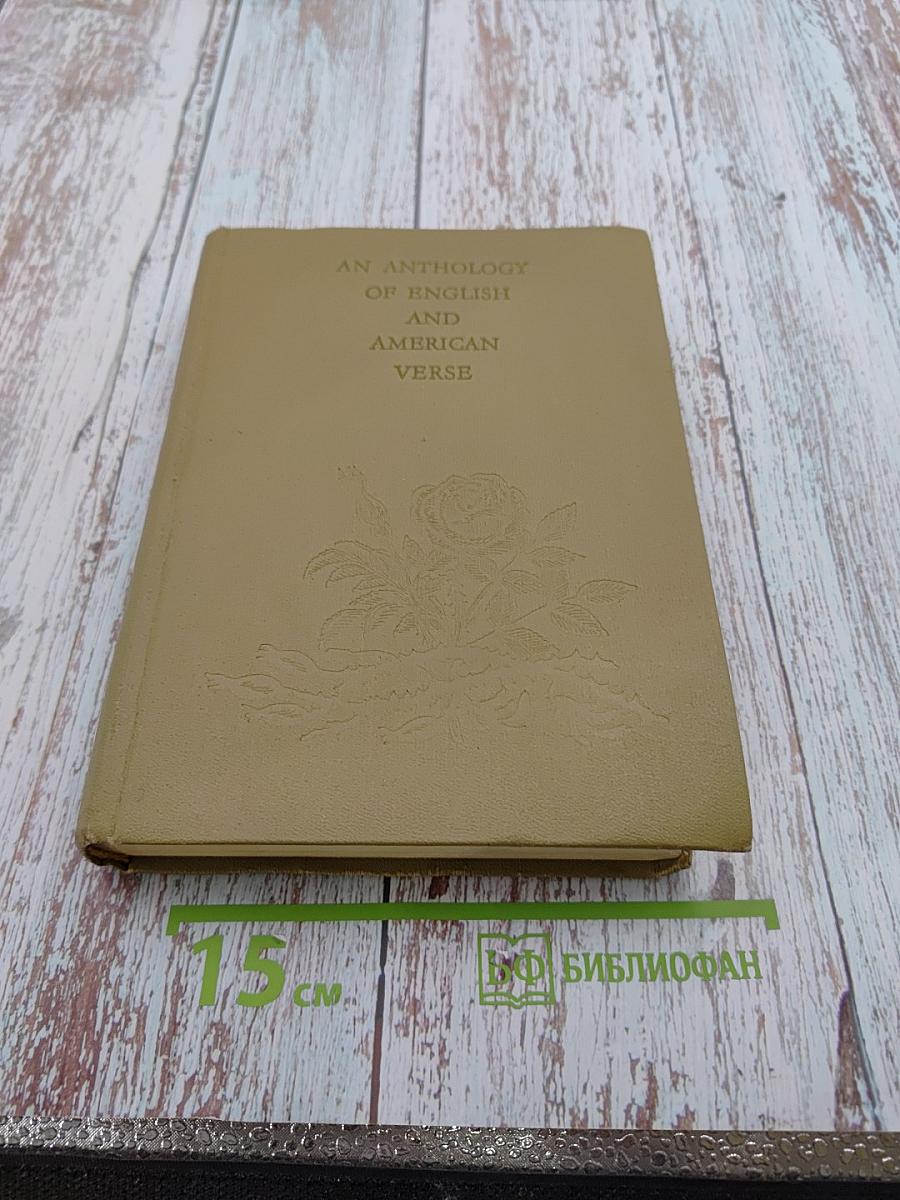 AN ANTHOLOGY
OF ENGLISH
AND
AMERICAN
VERSE
15 см
БФ БИБЛИОФАН